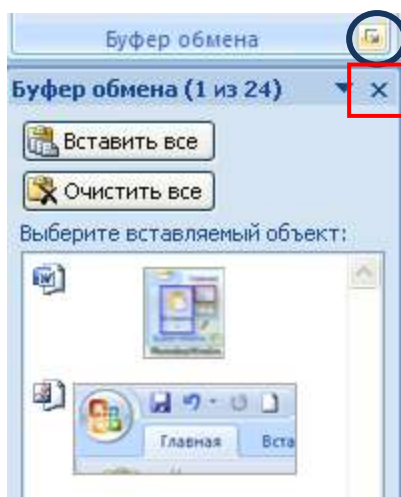 Буфер обмена
Буфер обмена (1 из 24)
Вставить все
Очистить все
Выберите вставляемый объект:
Главная Вста